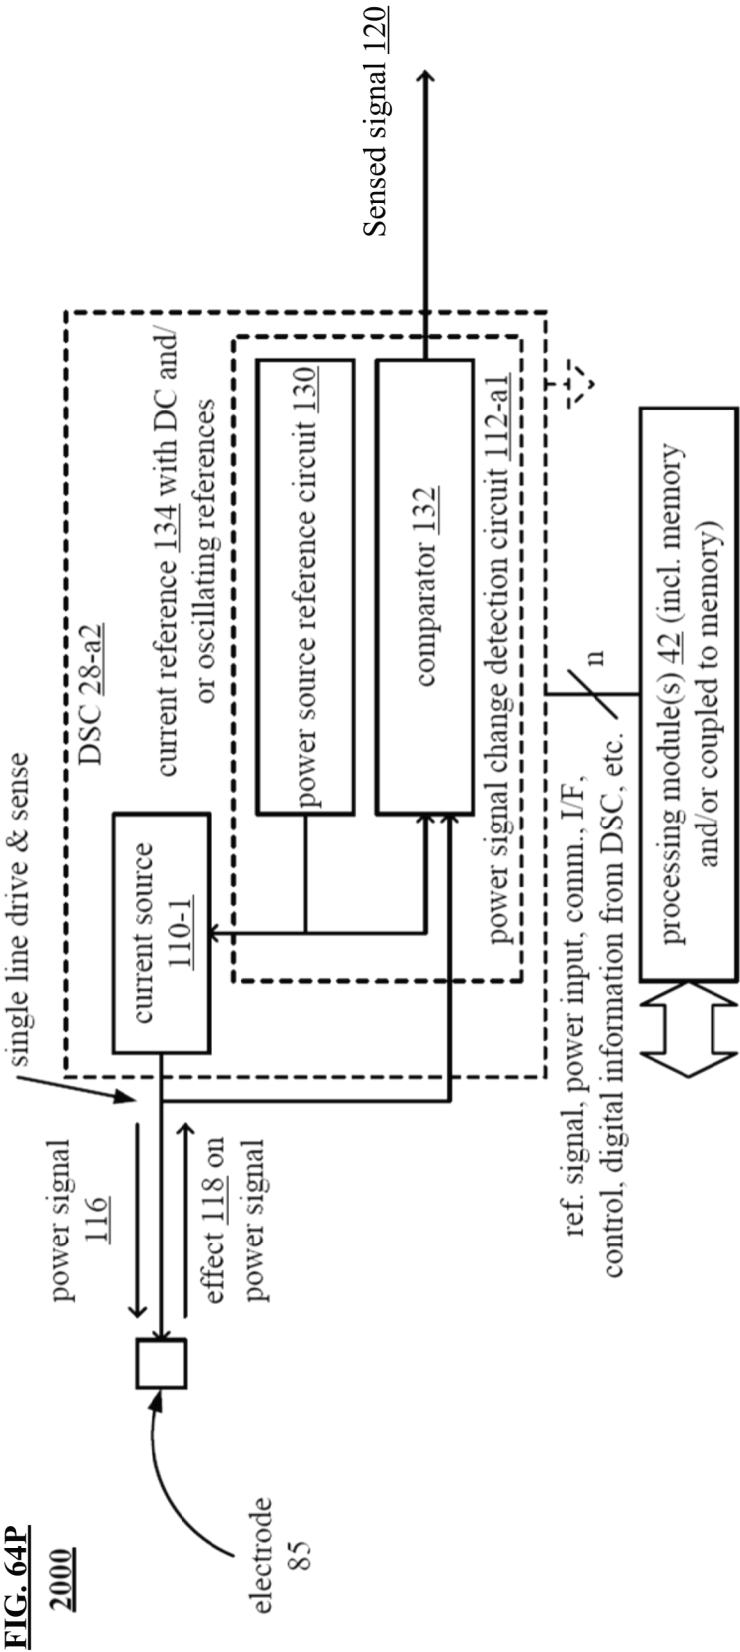 FIG. 64P
2000
single line drive & sense
power signal
116
effect 118 on
power signal
electrode
85
DSC 28-a2
current source
110-1
current reference 134 with DC and/
or oscillating references
power source reference circuit 130
comparator 132
power signal change detection circuit 112-a1
Sensed signal 120
ref. signal, power input, comm., I/F,
control, digital information from DSC, etc.
n
processing module(s) 42 (incl. memory
and/or coupled to memory)